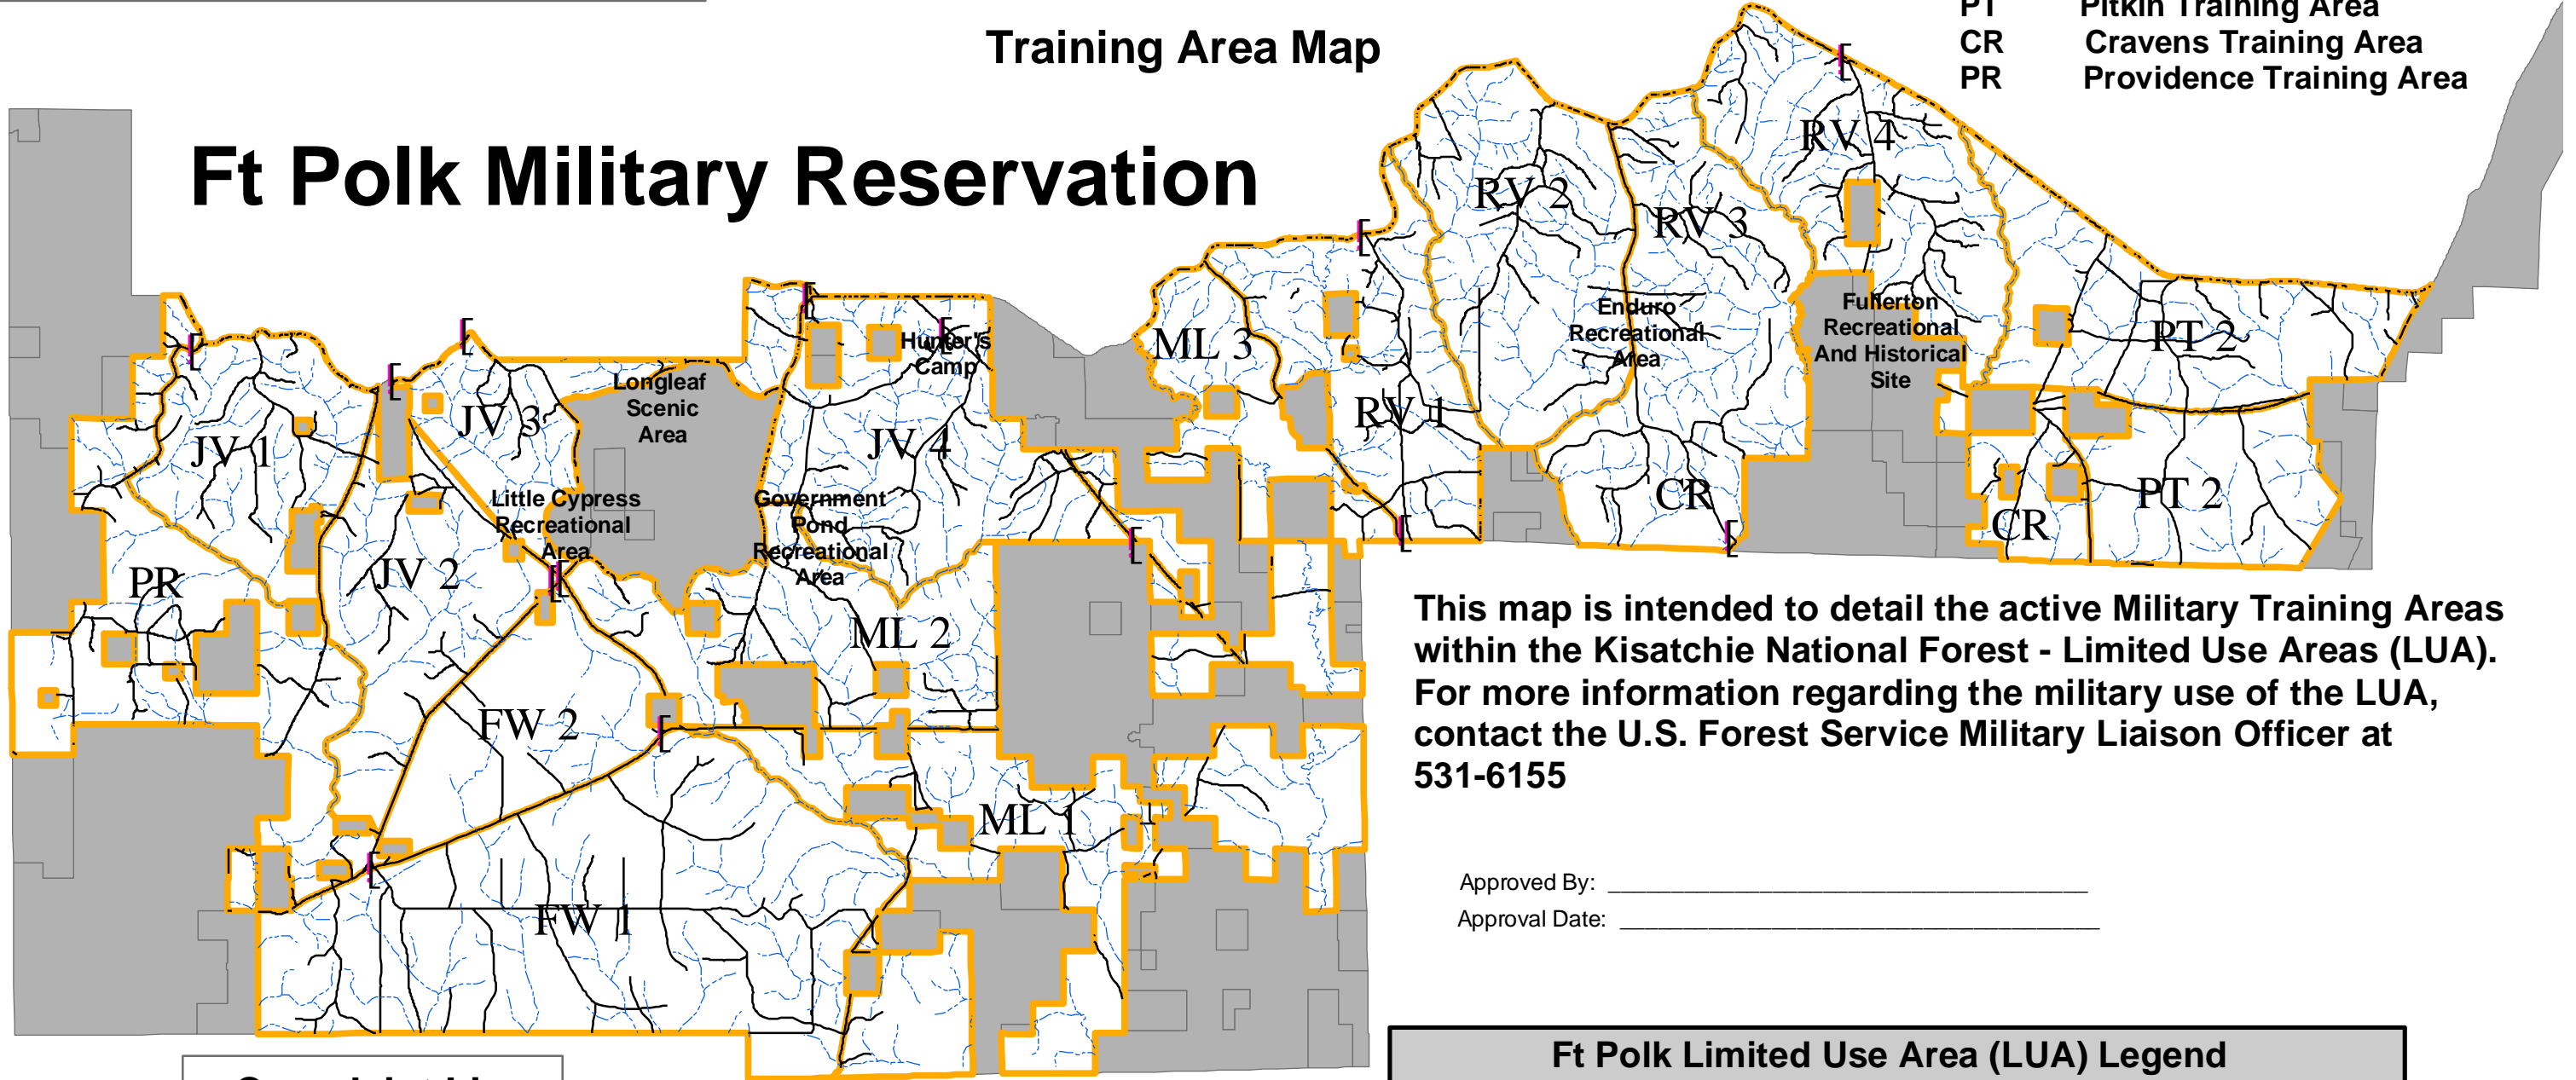 Training Area Map
PT Pitkin Training Area
CR Cravens Training Area
PR Providence Training Area
Ft Polk Military Reservation
RV 4
RV 2
RV 3
Enduro
Recreational
Area
Fullerton
Recreational
And Historical
Site
PT 2
ML 3
Hunter's
Camp
Longleaf
Scenic
Area
JV 3
JV 1
JV 4
RV 1
Little Cypress
Recreational
Area
Government
Pond
Recreational
Area
CR
PT 2
CR
PR
JV 2
ML 2
FW 2
ML 1
FW 1
This map is intended to detail the active Military Training Areas
within the Kisatchie National Forest - Limited Use Areas (LUA).
For more information regarding the military use of the LUA,
contact the U.S. Forest Service Military Liaison Officer at
531-6155
Approved By:
Approval Date:
Ft Polk Limited Use Area (LUA) Legend